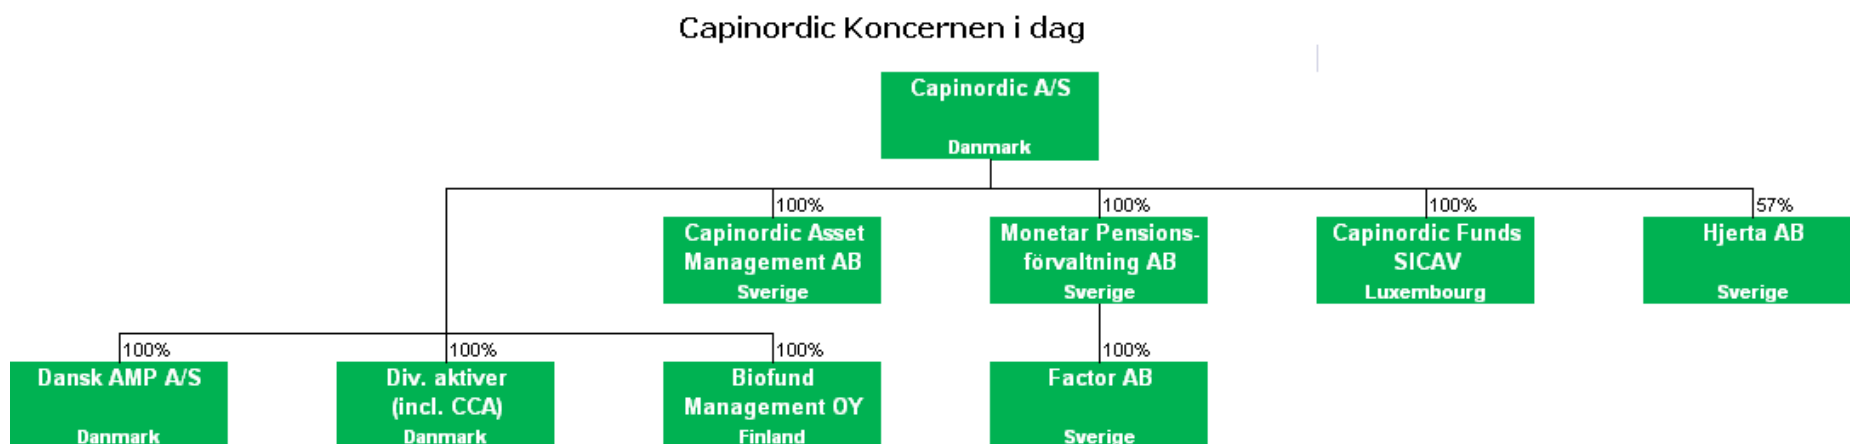 Capinordic Koncernen i dag
Capinordic A/S
Danmark
100%
100%
100%
57%
Capinordic Asset
Management AB
Sverige
Monetar Pensions-
förvaltning AB
Sverige
Capinordic Funds
SICAV
Luxembourg
Hjerta AB
Sverige
100%
100%
100%
100%
Dansk AMP A/S
Danmark
Div. aktiver
(incl. CCA)
Danmark
Biofund
Management OY
Finland
Factor AB
Sverige